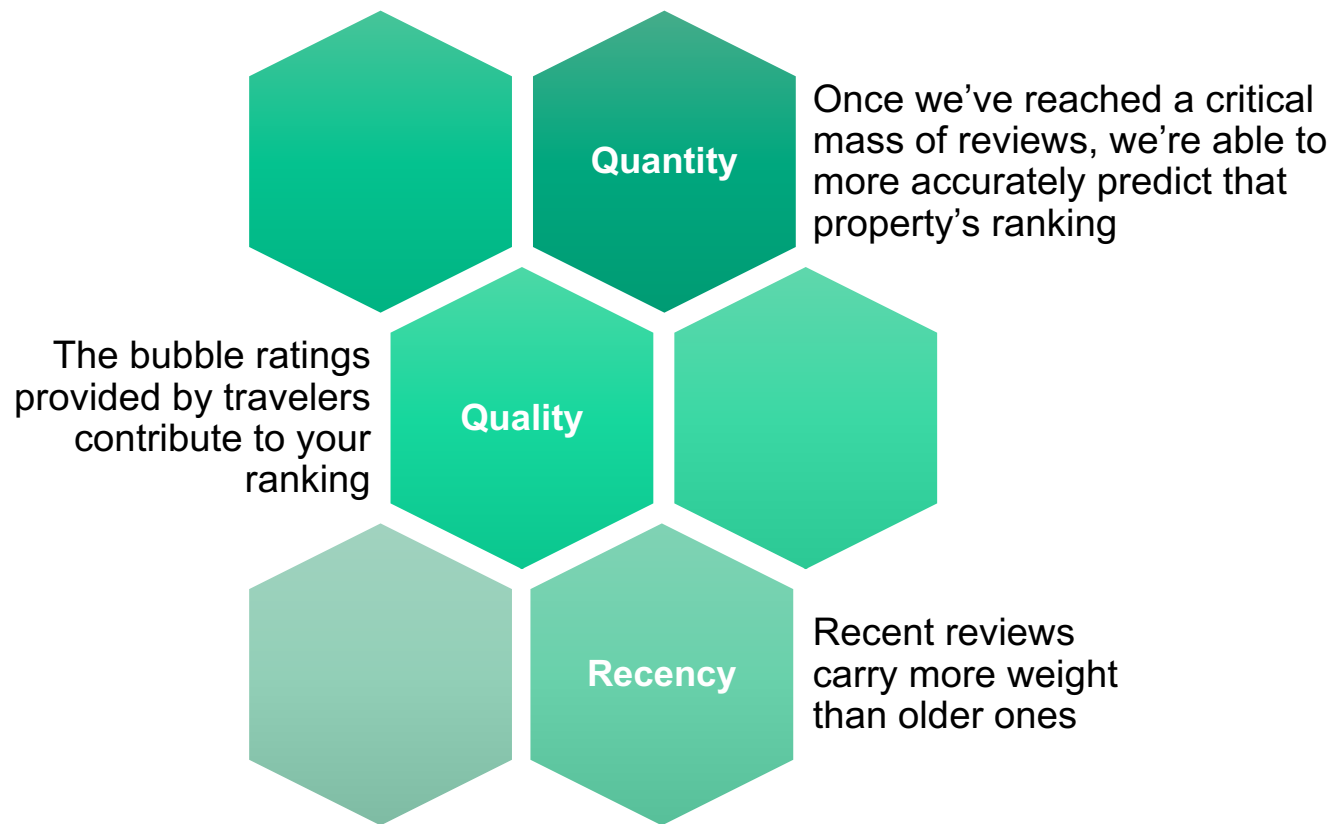 Quantity
Once we’ve reached a critical
mass of reviews, we’re able to
more accurately predict that
property’s ranking
The bubble ratings
provided by travelers
contribute to your
ranking
Quality
Recency
Recent reviews
carry more weight
than older ones